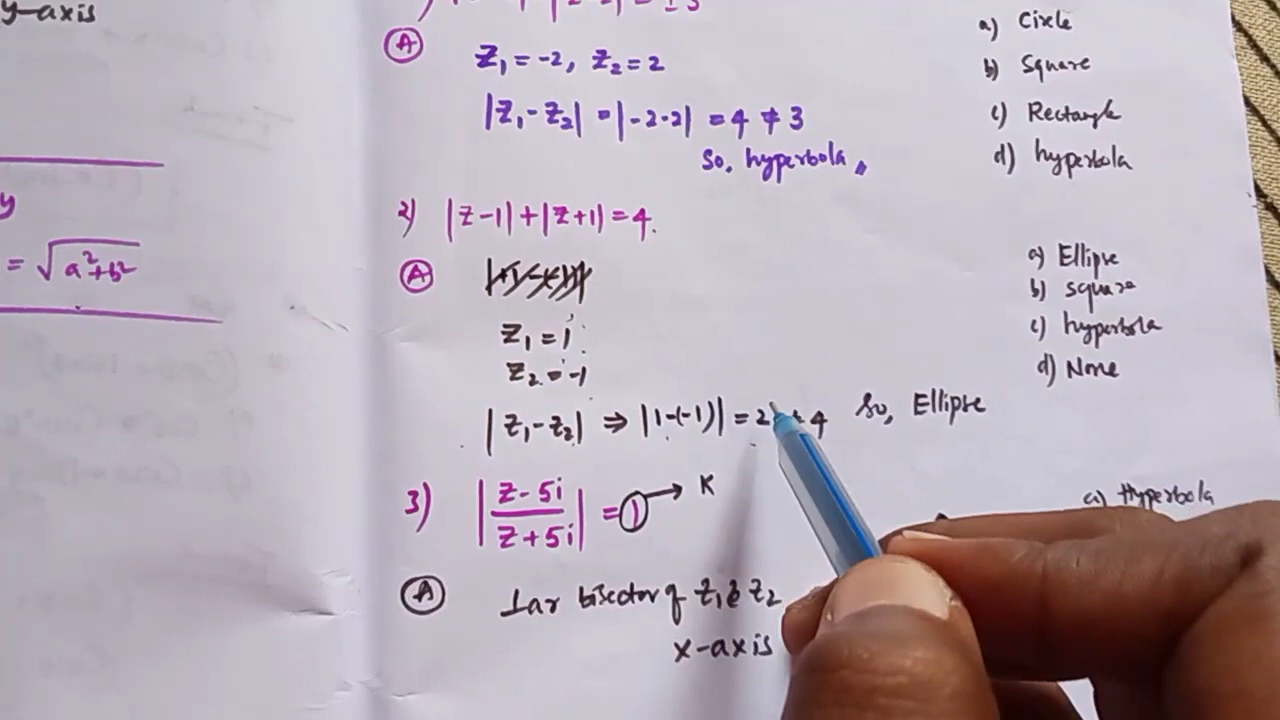 y-axis
y
= √a²+b²
A
Z₁ = -2, Z₂ = 2
|Z₁ - Z₂| = |-2-2| = 4 ≠ 3
So, hyperbola
a) Circle
b) Square
c) Rectangle
d) hyperbola
2) |Z-1| + |Z+1| = 4.
A
Z₁ = 1
Z₂ = -1
|Z₁ - Z₂| ⇒ |1-(-1)| = 2 4 So, Ellipse
a) Ellipse
b) square
c) hyperbola
d) None
3) |Z-5i / Z+5i| = 1 → K
a) Hyperbola
A
⊥ar bisector of Z₁ & Z₂
x-axis